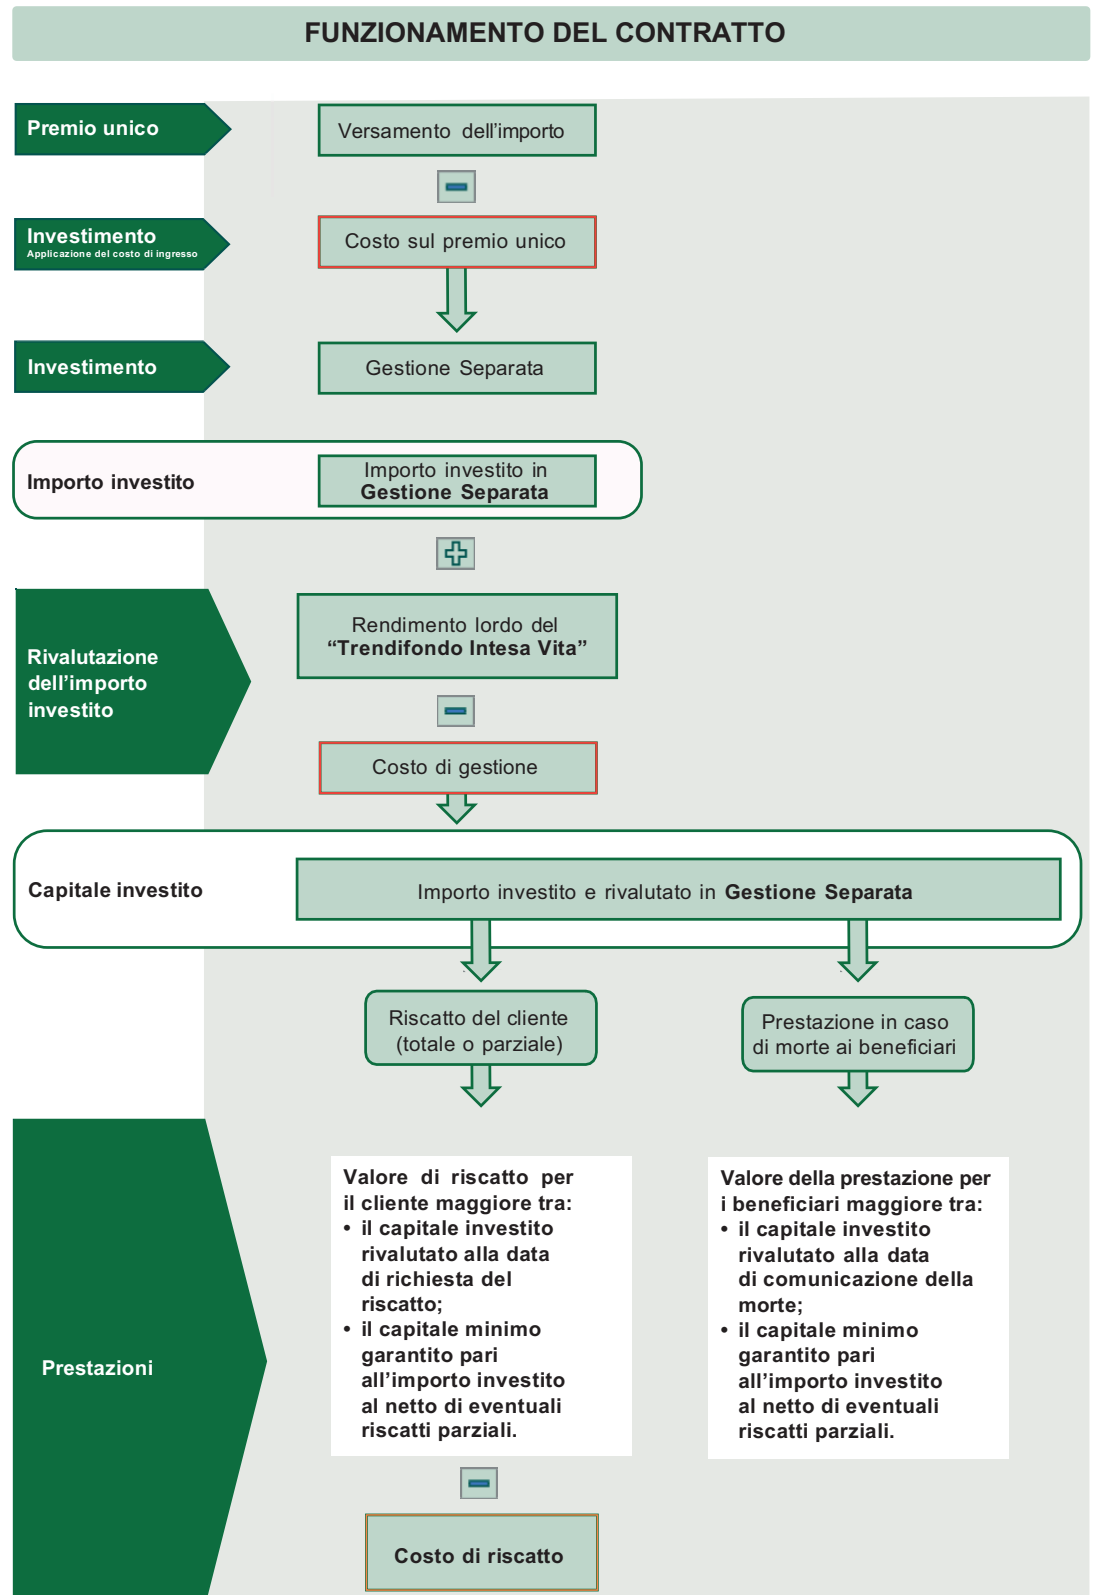 FUNZIONAMENTO DEL CONTRATTO
Premio unico
Versamento dell'importo
Investimento
Applicazione del costo di ingresso
Costo sul premio unico
Investimento
Gestione Separata
Importo investito
Importo investito in
Gestione Separata
Rivalutazione
dell'importo
investito
Rendimento lordo del
“Trendifondo Intesa Vita”
Costo di gestione
Capitale investito
Importo investito e rivalutato in Gestione Separata
Riscatto del cliente
(totale o parziale)
Prestazione in caso
di morte ai beneficiari
Prestazioni
Valore di riscatto per
il cliente maggiore tra:
• il capitale investito
rivalutato alla data
di richiesta del
riscatto;
• il capitale minimo
garantito pari
all'importo investito
al netto di eventuali
riscatti parziali.
Valore della prestazione per
i beneficiari maggiore tra:
• il capitale investito
rivalutato alla data
di comunicazione della
morte;
• il capitale minimo
garantito pari
all'importo investito
al netto di eventuali
riscatti parziali.
Costo di riscatto